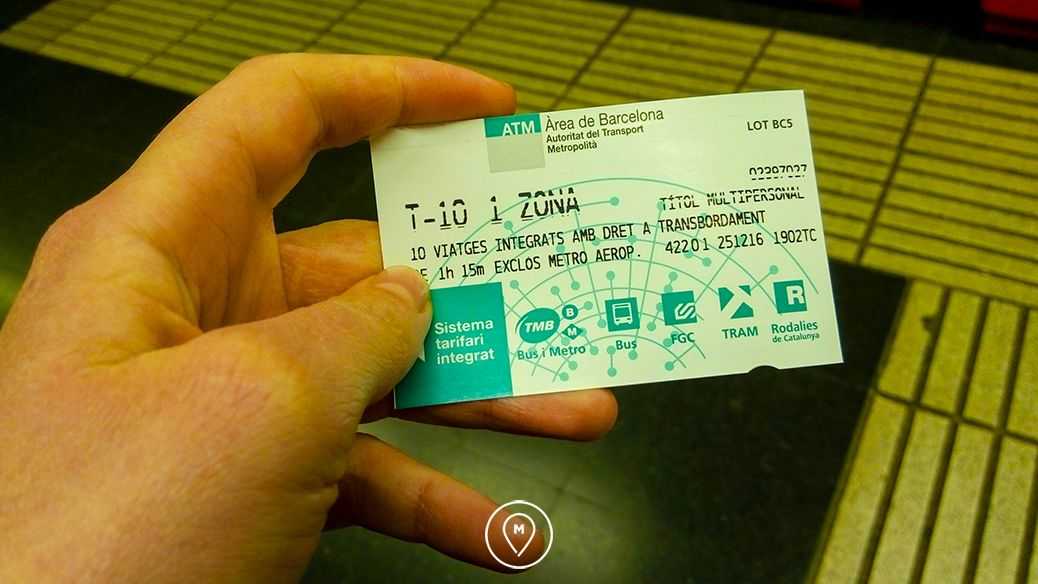 ATM Àrea de Barcelona
Autoritat del Transport
Metropolità
LOT BC5
02397027
T-10 1 ZONA
TÍTOL MULTIPERSONAL
10 VIATGES INTEGRATS AMB DRET A TRANSBORDAMENT
1h 15m EXCLOS METRO AEROP. 42201 251216 1902TC
Sistema
tarifari
integrat
TMB
B
M
Bus i Metro
Bus
FGC
TRAM
R
Rodalies
de Catalunya
M